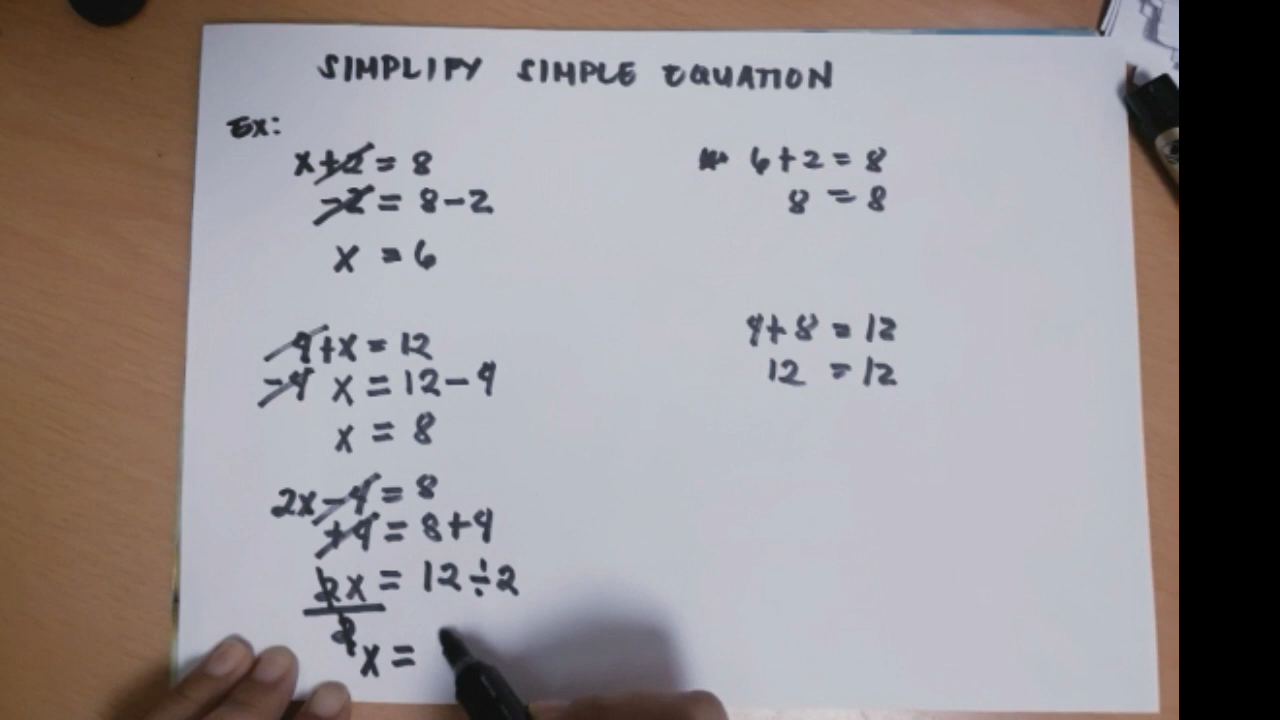 SIMPLIFY SIMPLE EQUATION
Ex:
x+2 = 8
-2 = 8-2
x = 6
6+2 = 8
8 = 8
4+x = 12
-4 x = 12-4
x = 8
4+8 = 12
12 = 12
2x-4 = 8
+4 = 8+4
2x = 12÷2
2
x =